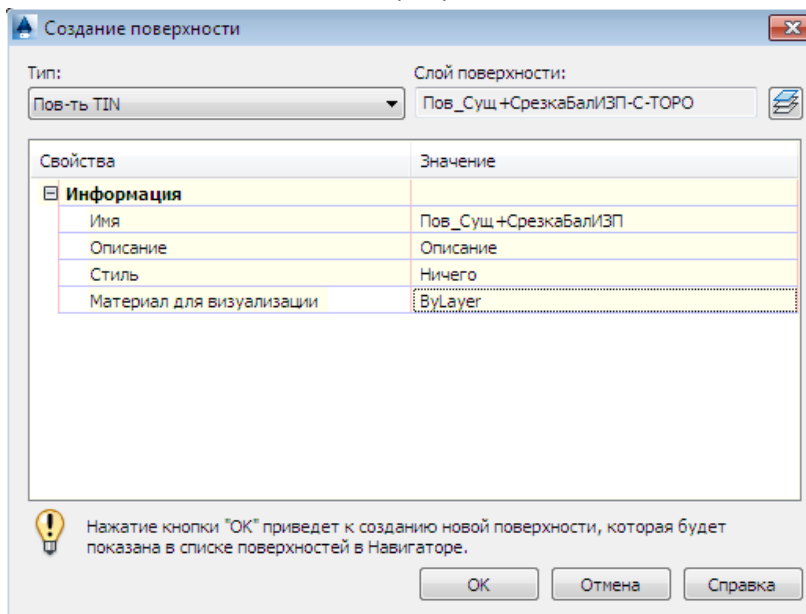 Создание поверхности
Тип:
Слой поверхности:
Пов-ть TIN
Пов_Сущ+СрезкаБалИЗП-С-ТОРО
Свойства
Значение
Информация
Имя
Пов_Сущ+СрезкаБалИЗП
Описание
Описание
Стиль
Ничего
Материал для визуализации
ByLayer
Нажатие кнопки "ОК" приведет к созданию новой поверхности, которая будет
показана в списке поверхностей в Навигаторе.
ОК
Отмена
Справка